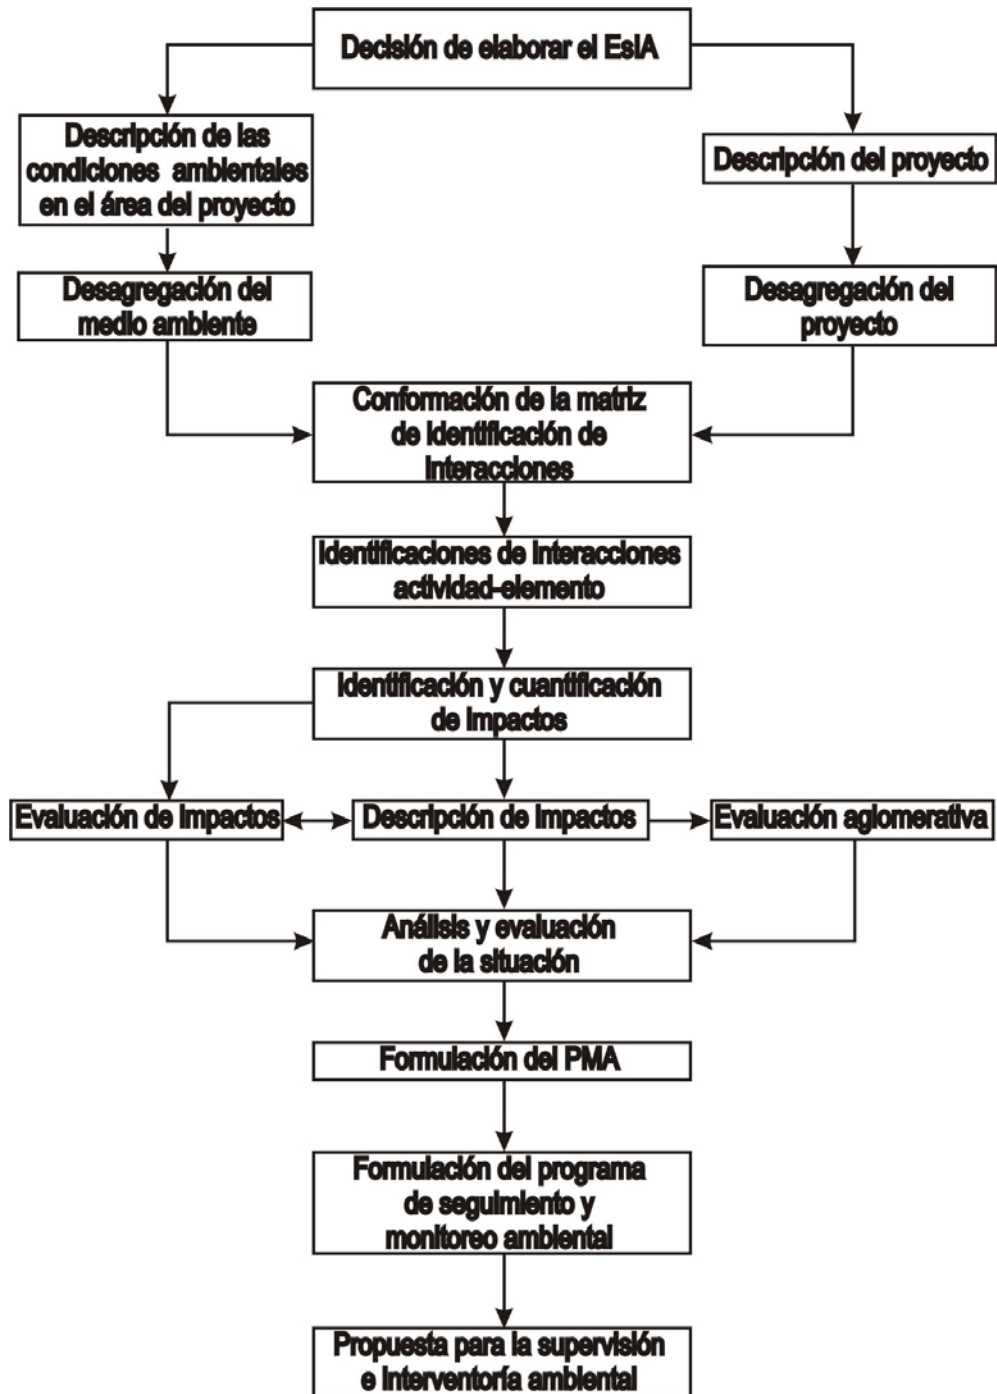 Decisión de elaborar el EsIA
Descripción de las
condiciones ambientales
en el área del proyecto
Descripción del proyecto
Desagregación del
medio ambiente
Desagregación del
proyecto
Conformación de la matriz
de identificación de
interacciones
Identificaciones de interacciones
actividad-elemento
Identificación y cuantificación
de impactos
Evaluación de impactos
Descripción de impactos
Evaluación aglomerativa
Análisis y evaluación
de la situación
Formulación del PMA
Formulación del programa
de seguimiento y
monitoreo ambiental
Propuesta para la supervisión
e interventoría ambiental